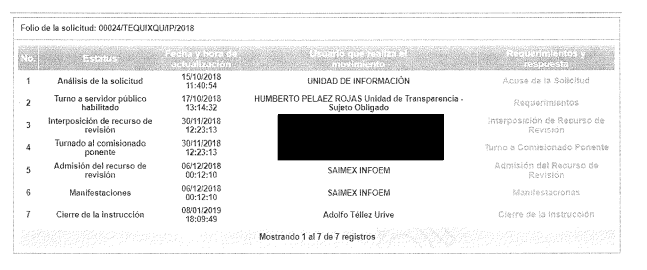 Folio de la solicitud: 00024/TEQUIXQU/IP/2018
No. Estatus Fecha y hora de actualización Usuario que realiza el movimiento Requerimientos y respuesta
1 Análisis de la solicitud 15/10/2018 11:40:54 UNIDAD DE INFORMACIÓN Acuse de la Solicitud
2 Turno a servidor público habilitado 17/10/2018 13:14:32 HUMBERTO PELAEZ ROJAS Unidad de Transparencia - Sujeto Obligado Requerimientos
3 Interposición de recurso de revisión 30/11/2018 12:23:13 Interposición de Recurso de Revisión
4 Turnado al comisionado ponente 30/11/2018 12:23:13 Turno a Comisionado Ponente
5 Admisión del recurso de revisión 06/12/2018 00:12:10 SAIMEX INFOEM Admisión del Recurso de Revisión
6 Manifestaciones 06/12/2018 00:12:10 SAIMEX INFOEM Manifestaciones
7 Cierre de la instrucción 08/01/2019 18:09:49 Adolfo Téllez Urive Cierre de la Instrucción
Mostrando 1 al 7 de 7 registros